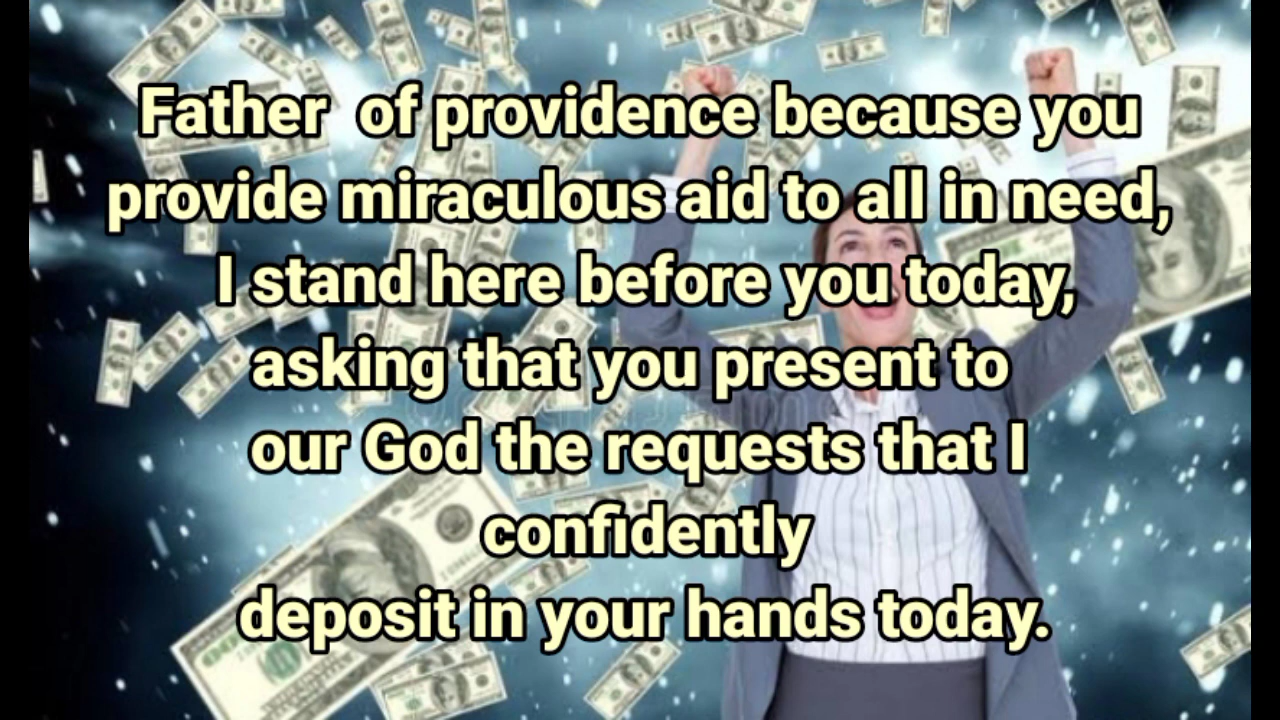 Father  of providence because you
provide miraculous aid to all in need,
I stand here before you today,
asking that you present to
our God the requests that I
confidently
deposit in your hands today.